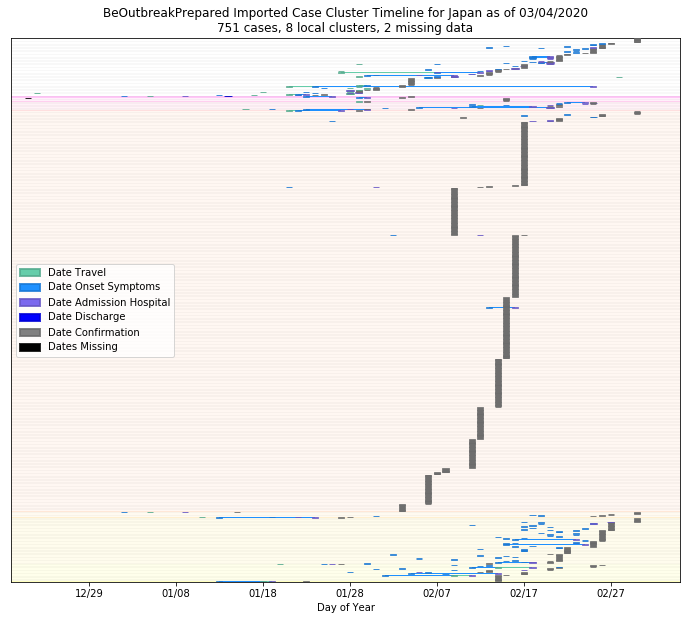 BeOutbreakPrepared Imported Case Cluster Timeline for Japan as of 03/04/2020
751 cases, 8 local clusters, 2 missing data
Date Travel
Date Onset Symptoms
Date Admission Hospital
Date Discharge
Date Confirmation
Dates Missing
12/29 01/08 01/18 01/28 02/07 02/17 02/27
Day of Year